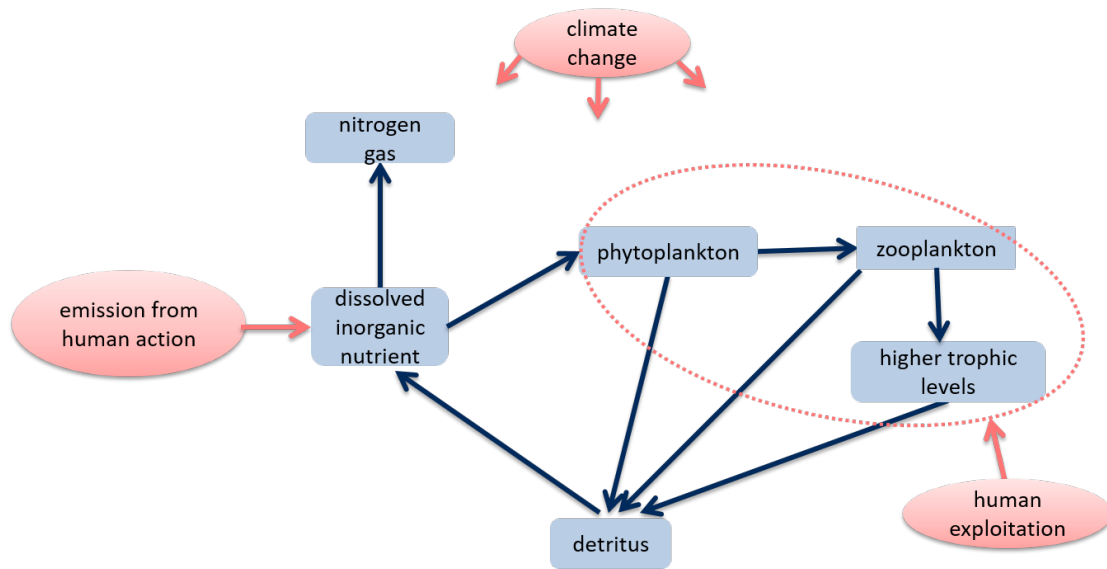 climate
change
nitrogen
gas
phytoplankton
zooplankton
emission from
human action
dissolved
inorganic
nutrient
higher trophic
levels
human
exploitation
detritus